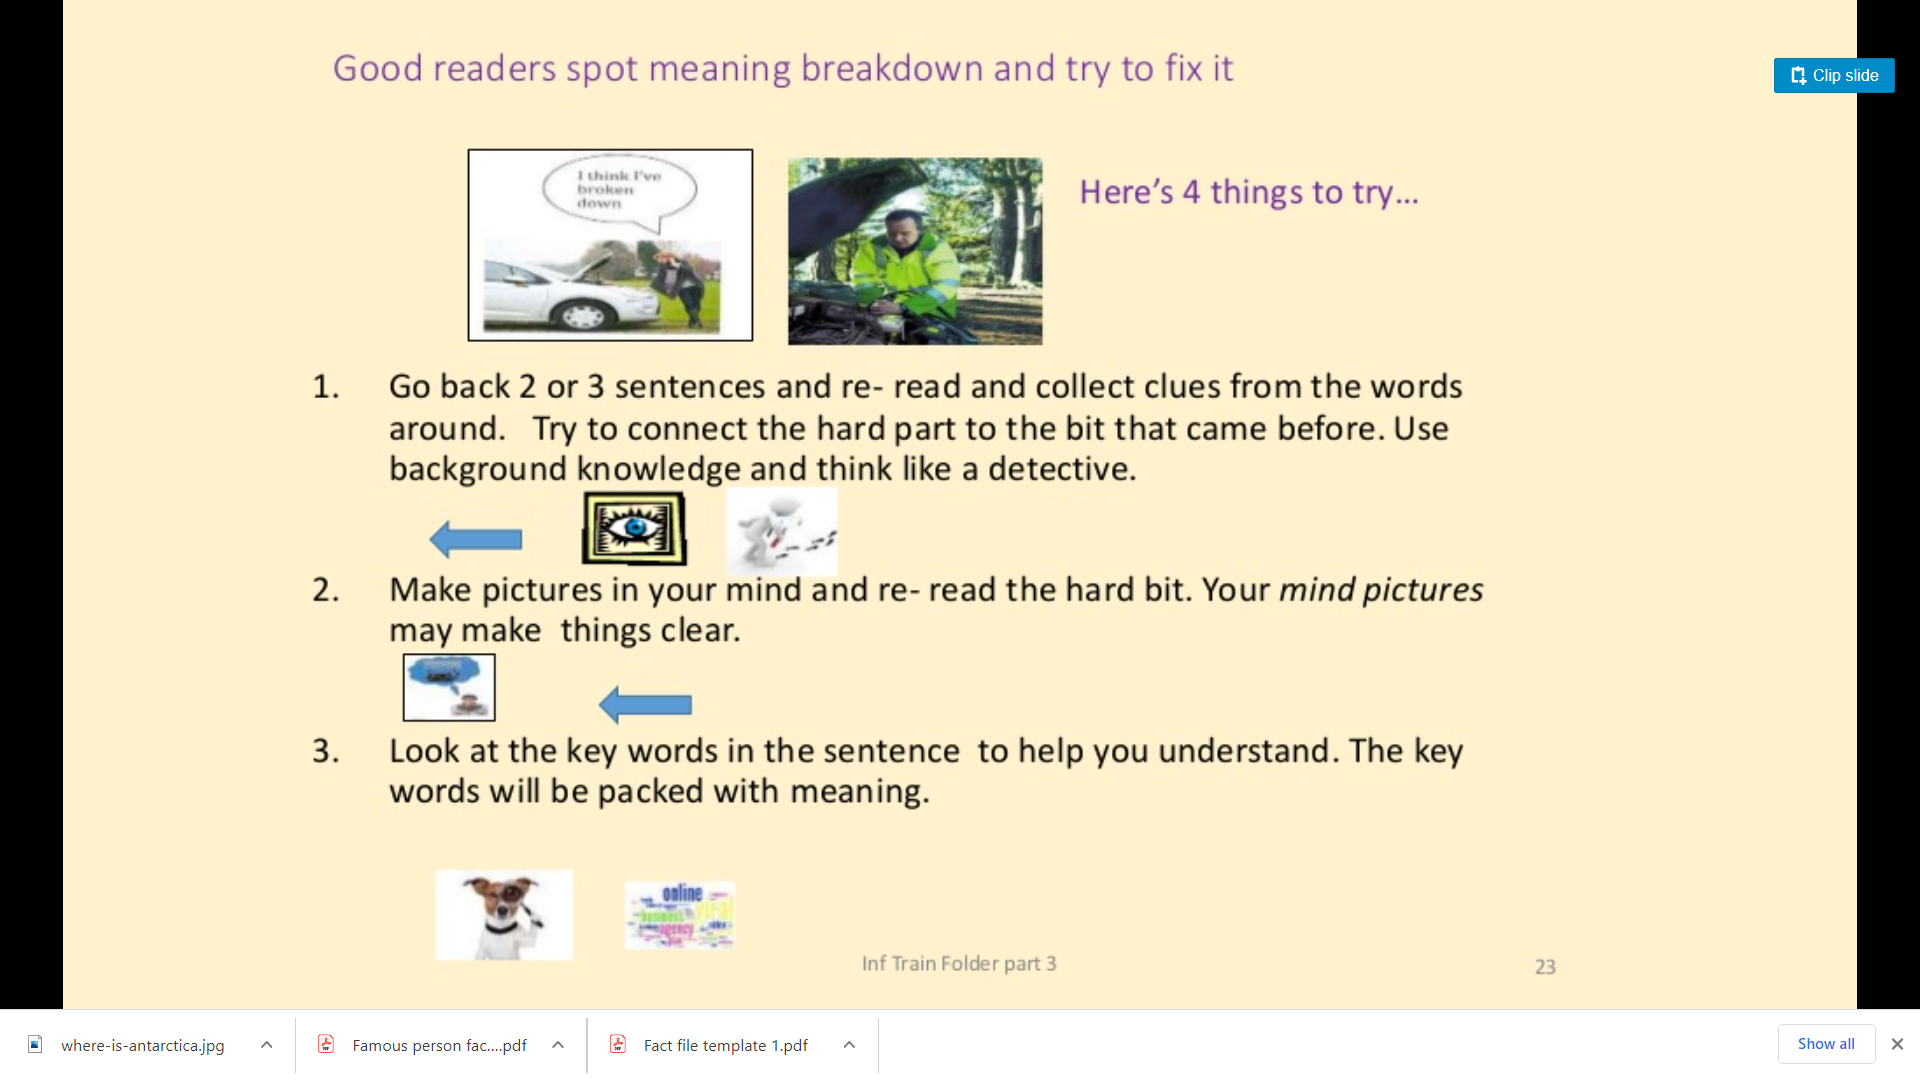 Good readers spot meaning breakdown and try to fix it
Clip slide
I think I've
broken
down
Here's 4 things to try...
1. Go back 2 or 3 sentences and re- read and collect clues from the words
around. Try to connect the hard part to the bit that came before. Use
background knowledge and think like a detective.
2. Make pictures in your mind and re- read the hard bit. Your mind pictures
may make things clear.
3. Look at the key words in the sentence to help you understand. The key
words will be packed with meaning.
online
viral
business
agency
Inf Train Folder part 3
23
where-is-antarctica.jpg
Famous person fac....pdf
Fact file template 1.pdf
Show all